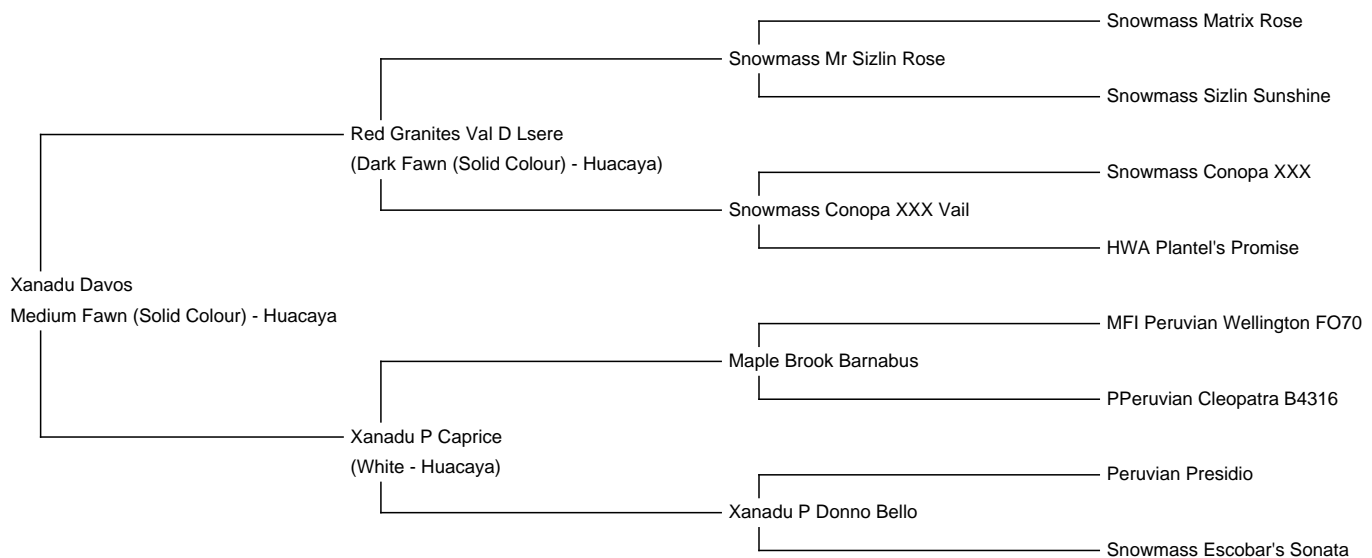 Snowmass Matrix Rose
Snowmass Mr Sizlin Rose
Snowmass Sizlin Sunshine
Red Granites Val D Lsere
(Dark Fawn (Solid Colour) - Huacaya)
Snowmass Conopa XXX
Snowmass Conopa XXX Vail
HWA Plantel's Promise
Xanadu Davos
Medium Fawn (Solid Colour) - Huacaya
MFI Peruvian Wellington FO70
Maple Brook Barnabus
PPeruvian Cleopatra B4316
Xanadu P Caprice
(White - Huacaya)
Peruvian Presidio
Xanadu P Donno Bello
Snowmass Escobar's Sonata